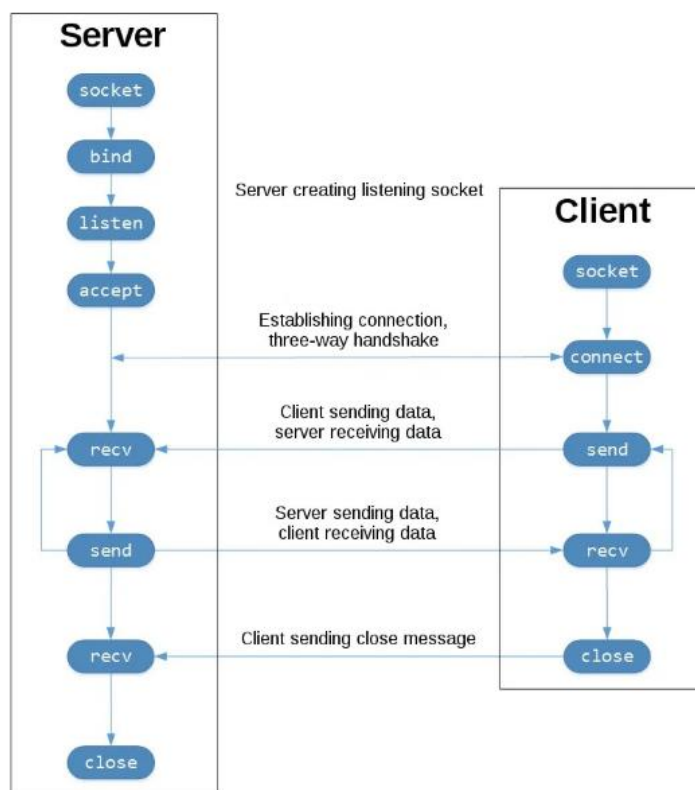 Server
socket
bind
listen
accept
recv
send
recv
close
Server creating listening socket
Establishing connection,
three-way handshake
Client sending data,
server receiving data
Server sending data,
client receiving data
Client sending close message
Client
socket
connect
send
recv
close